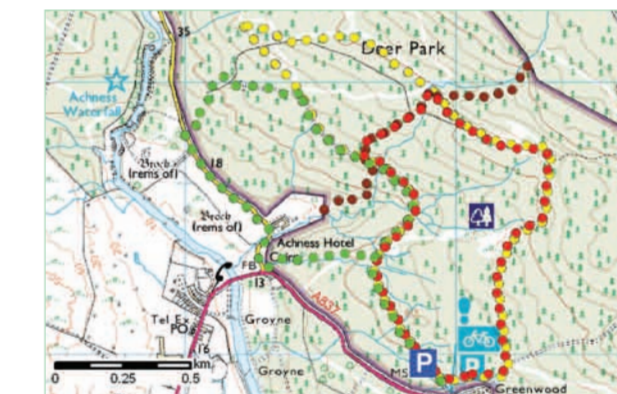 35
Deer Park
Achness
Waterfall
Broch
(rems of)
18
Broch
(rems of)
Achness Hotel
FB
13
A837
Tel Ex
PO
Groyne
16
0 0.25 0.5
km
Groyne
MS
P
P
Greenwood